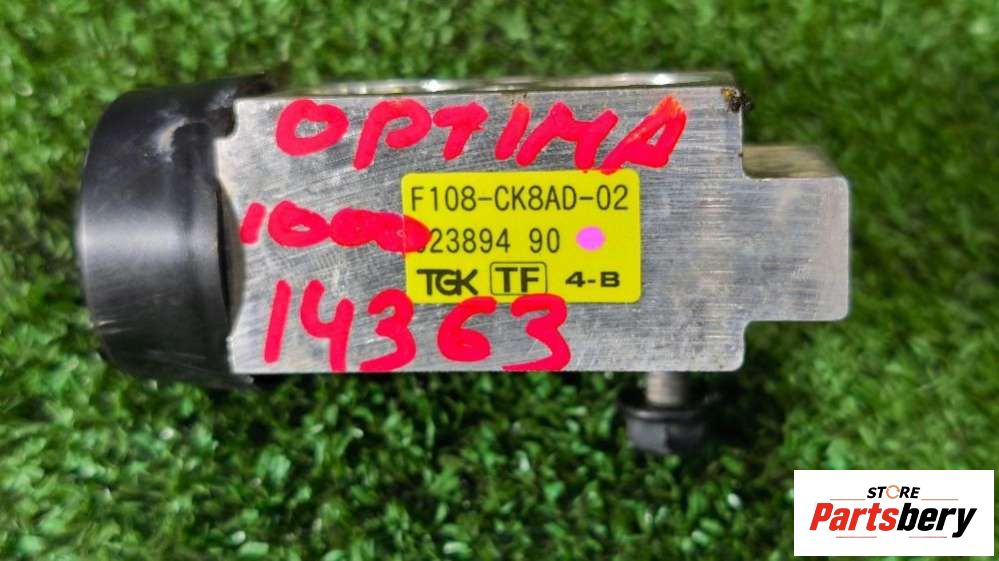 OPTIMA
F108-CK8AD-02
1000
23894 90
TGK TF 4-B
14363
STORE
Partsbery